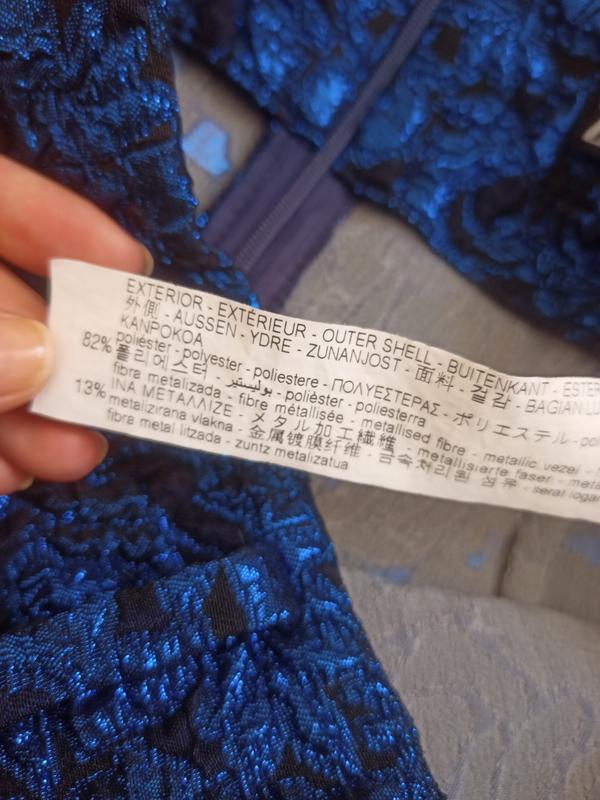 EXTERIOR - EXTÉRIEUR - OUTER SHELL - BUITENKANT - ESTER
外側 - AUSSEN - YDRE - ZUNANJOST - 面料 - 겉감 - BAGIAN LU
KANPOKOA
82% poliéster - polyester - poliestere - ΠΟΛΥΕΣΤΕΡΑΣ - ポリエステル - pol
폴리에스터 - بوليستير - polièster - poliesterra
13% fibra metalizada - fibre métallisée - metallised fibre - metallic vezel -
ΙΝΑ ΜΕΤΑΛΛΙΖΕ - メタル加工繊維 - metallisierte faser - meta
metalizirana vlakna - 金属镀膜纤维 - 금속처리된 섬유 - serat logar
fibra metal·litzada - zuntz metalizatua